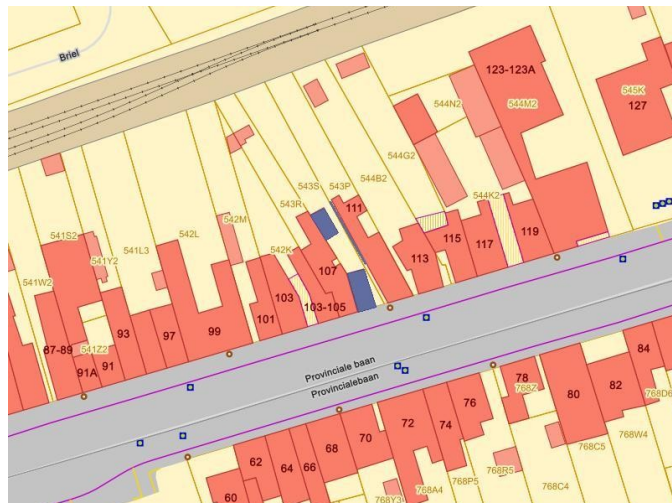 Briel
123-123A
544N2
544M2
545K
127
544G2
543S
543P
544B2
543R
111
544K2
542M
542L
541S2
541Y2
541L3
541W2
542K
107
115
117
119
113
103
103-105
101
99
97
93
87-89
541Z2
91
91A
Provinciale baan
Provincialebaan
84
78
768Z
76
80
82
768D6
72
74
70
68
62
64
66
60
768W4
768C5
768R5
768P5
768A4
768Y3
768C4